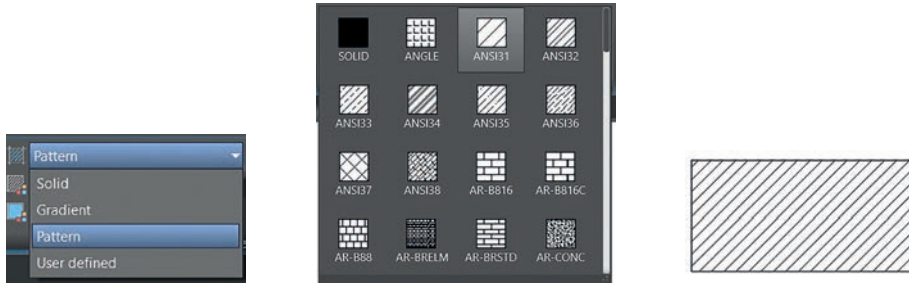 Pattern
Solid
Gradient
Pattern
User defined
SOLID ANGLE ANSI31 ANSI32
ANSI33 ANSI34 ANSI35 ANSI36
ANSI37 ANSI38 AR-B816 AR-B816C
AR-B88 AR-BRELM AR-BRSTD AR-CONC